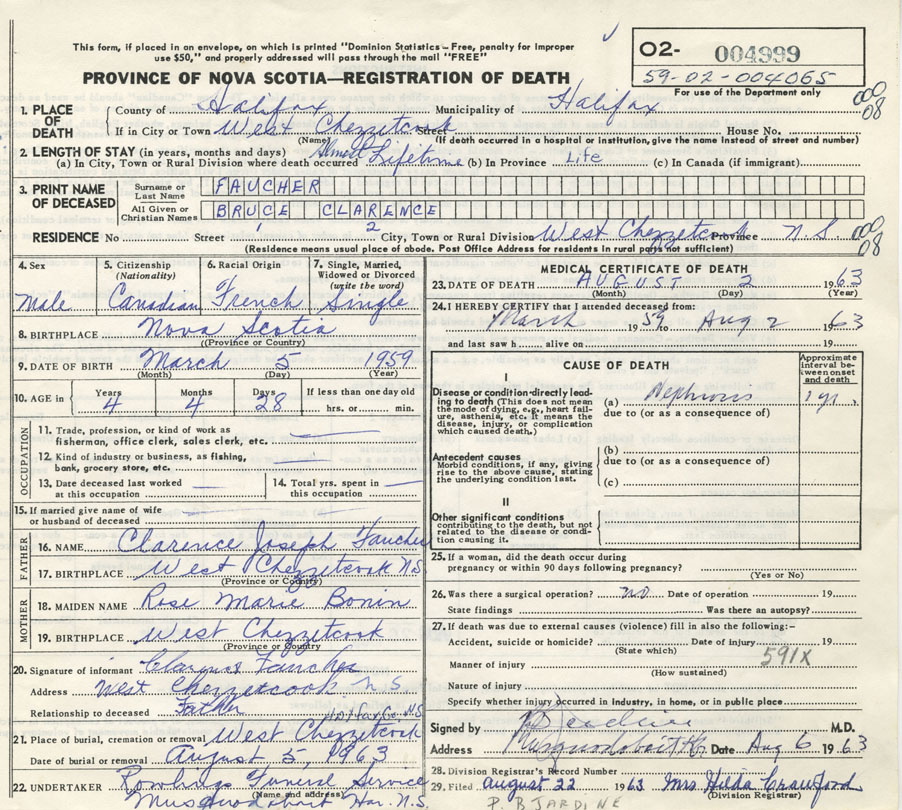 This form, if placed in an envelope, on which is printed "Dominion Statistics – Free, penalty for improper
use $50," and properly addressed will pass through the mail "FREE"
PROVINCE OF NOVA SCOTIA—REGISTRATION OF DEATH
02- 004999
59-02-004065
For use of the Department only
1. PLACE OF DEATH
County of Halifax Municipality of Halifax
000
08
If in City or Town West Chezzetcook Street House No.
(Name) (If death occurred in a hospital or institution, give the name instead of street and number)
2. LENGTH OF STAY (in years, months and days)
(a) In City, Town or Rural Division where death occurred Almost Lifetime (b) In Province Life (c) In Canada (if immigrant)
3. PRINT NAME OF DECEASED
Surname or Last Name FAUCHER
All Given or Christian Names BRUCE CLARENCE
1 2
RESIDENCE No Street City, Town or Rural Division West Chezzetcook Province N.S.
000
08
(Residence means usual place of abode. Post Office Address for residents in rural parts not sufficient)
4. Sex
Male
5. Citizenship (Nationality)
Canadian
6. Racial Origin
French
7. Single, Married, Widowed or Divorced (write the word)
Single
8. BIRTHPLACE Nova Scotia
(Province or Country)
9. DATE OF BIRTH March 5 1959
(Month) (Day) (Year)
10. AGE in Years Months Days If less than one day old
4 4 28 hrs. or min.
OCCUPATION
11. Trade, profession, or kind of work as
fisherman, office clerk, sales clerk, etc.
12. Kind of industry or business, as fishing,
bank, grocery store, etc.
13. Date deceased last worked
at this occupation
14. Total yrs. spent in
this occupation
15. If married give name of wife
or husband of deceased
FATHER
16. NAME Clarence Joseph Faucher
17. BIRTHPLACE West Chezzetcook N.S.
(Province or Country)
MOTHER
18. MAIDEN NAME Rose Marie Bonin
19. BIRTHPLACE West Chezzetcook
(Province or Country)
20. Signature of informant Clarence Faucher
Address West Chezzetcook N.S.
Relationship to deceased Father
Halifax Co. N.S.
21. Place of burial, cremation or removal West Chezzetcook
Date of burial or removal August 5, 1963
22. UNDERTAKER Rowlings Funeral Service
(Name and address)
Musquodoboit Har. N.S.
MEDICAL CERTIFICATE OF DEATH
23. DATE OF DEATH AUGUST 2 1963
(Month) (Day) (Year)
24. I HEREBY CERTIFY that I attended deceased from:
March 1959 to Aug 2 1963
and last saw h alive on 19
CAUSE OF DEATH
Approximate interval between onset and death
I
Disease or condition directly leading to death (This does not mean the mode of dying, e.g., heart failure, asthenia, etc. It means the disease, injury, or complication which caused death.)
(a) Nephrosis 1 yr.
due to (or as a consequence of)
Antecedent causes
Morbid conditions, if any, giving rise to the above cause, stating the underlying condition last.
(b)
due to (or as a consequence of)
(c)
II
Other significant conditions
contributing to the death, but not related to the disease or condition causing it.
25. If a woman, did the death occur during
pregnancy or within 90 days following pregnancy?
(Yes or No)
26. Was there a surgical operation? no Date of operation 19
State findings Was there an autopsy?
27. If death was due to external causes (violence) fill in also the following:–
Accident, suicide or homicide? Date of injury 19
(State which)
591X
Manner of injury
(How sustained)
Nature of injury
Specify whether injury occurred in Industry, in home, or in public place
Signed by M.D.
Address Musquodoboit Hr. Date Aug 6 1963
28. Division Registrar's Record Number
29. Filed August 22 1963 Mrs. Hilda Crawford
(Division Registrar)
P. B JARDINE